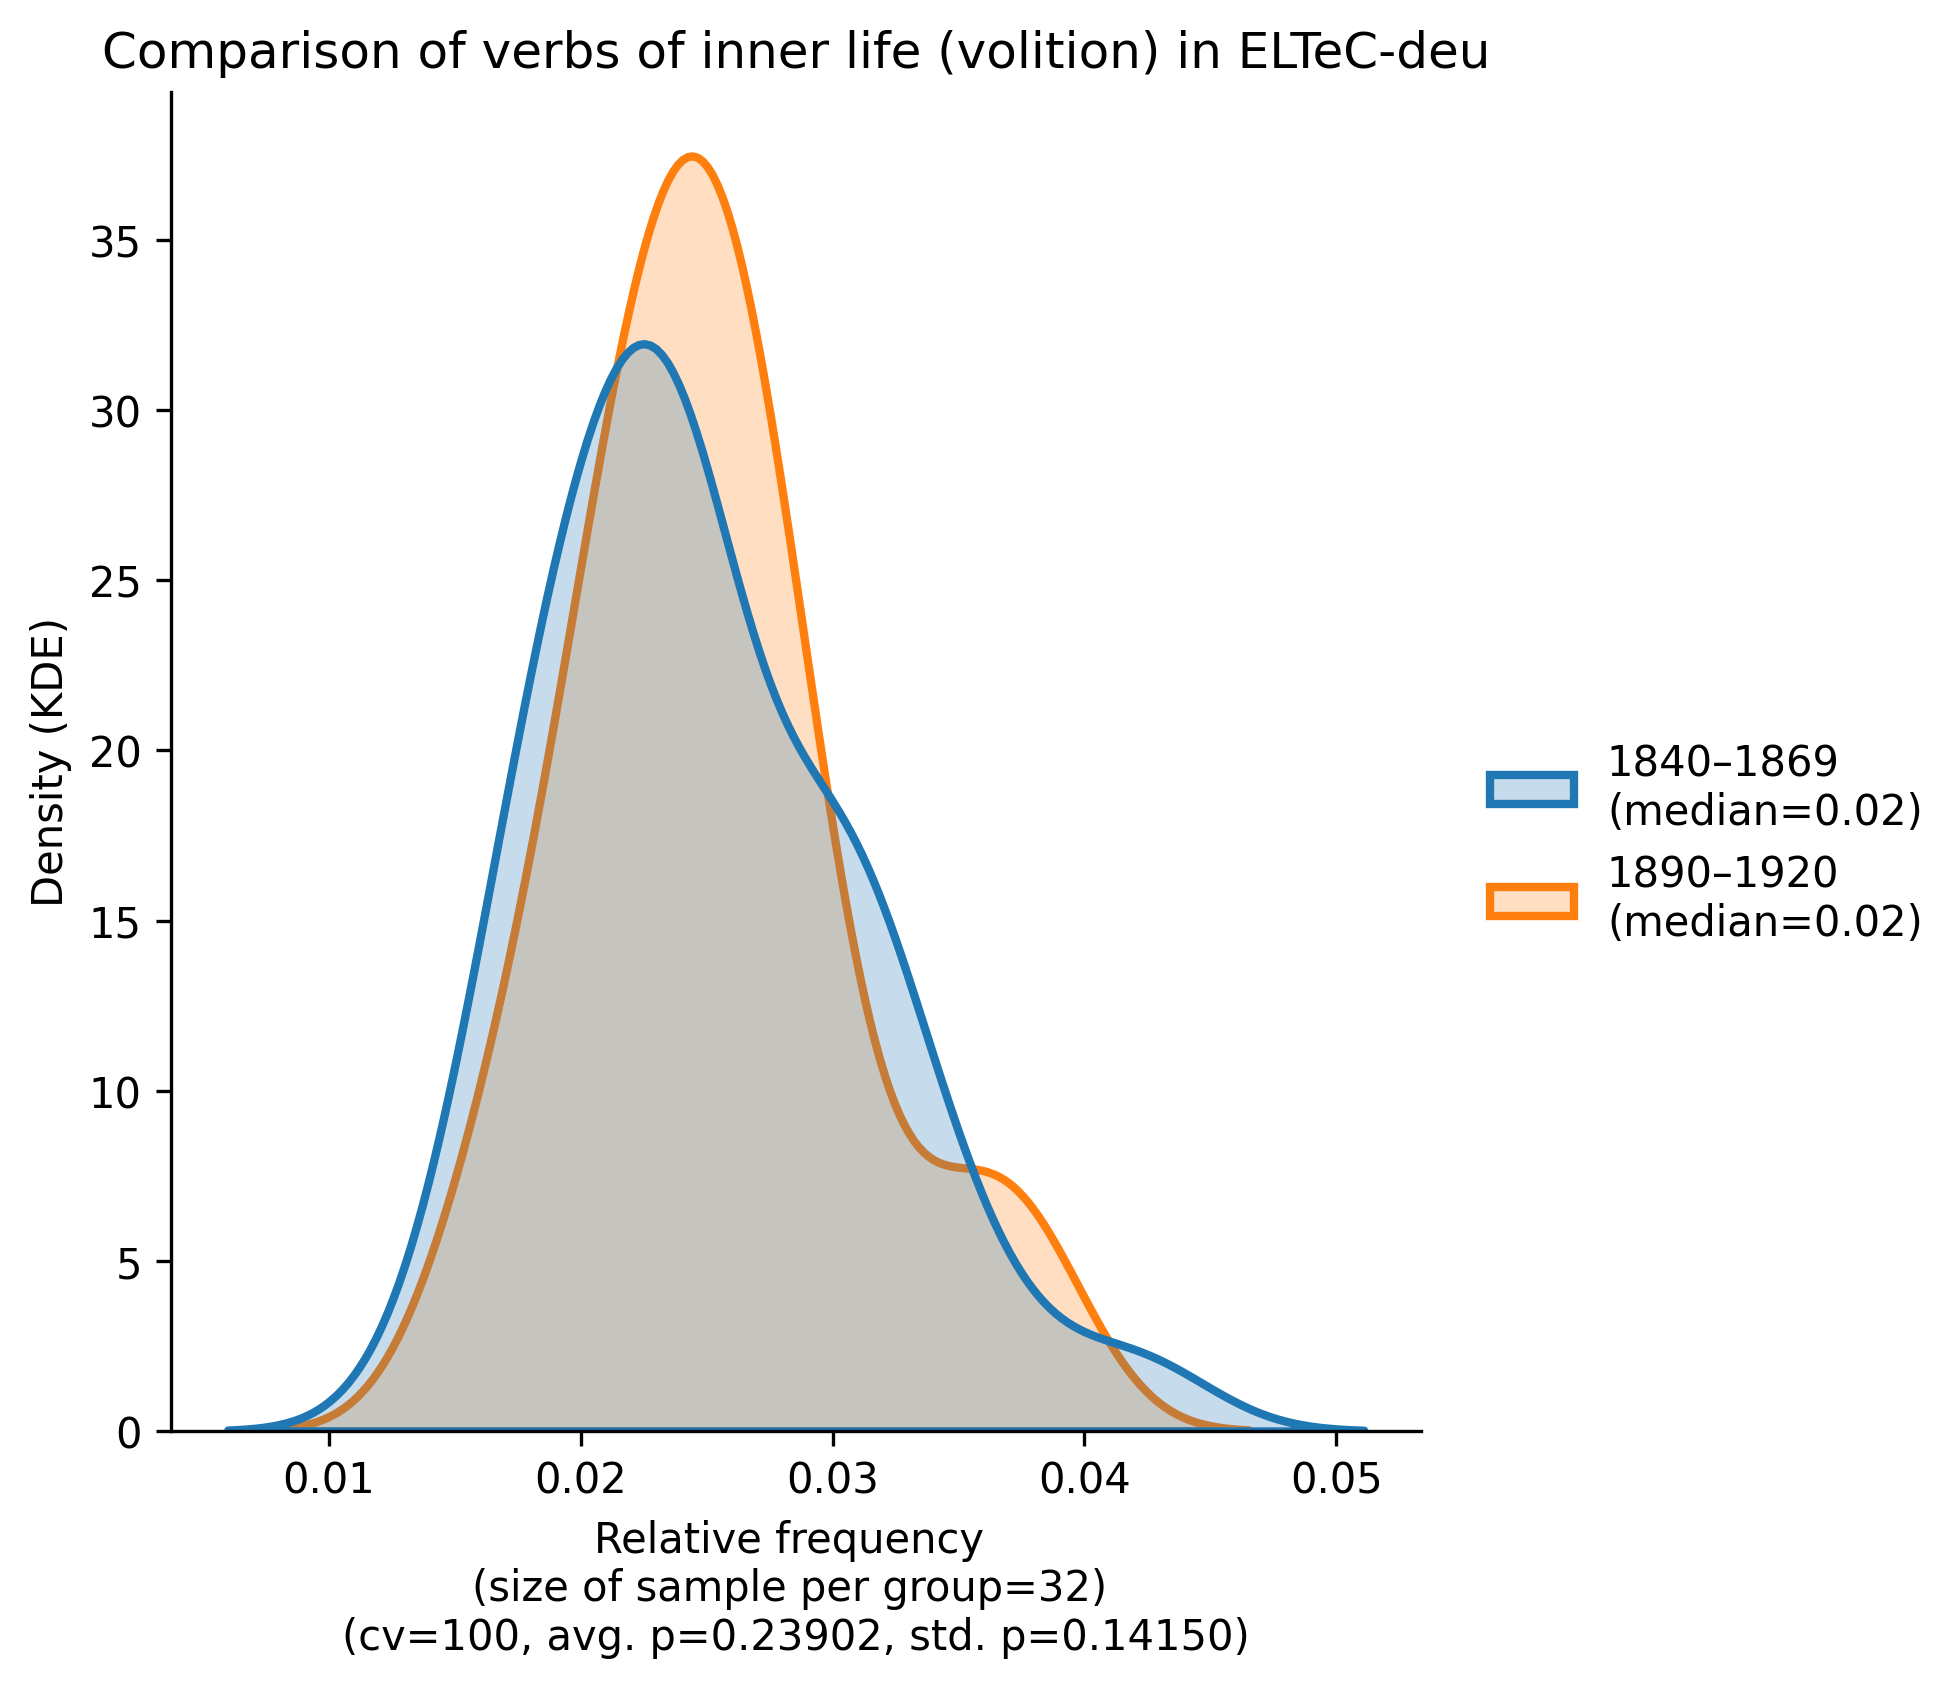 Comparison of verbs of inner life (volition) in ELTeC-deu
Density (KDE)
35
30
25
20
15
10
5
0
0.01 0.02 0.03 0.04 0.05
Relative frequency
(size of sample per group=32)
(cv=100, avg. p=0.23902, std. p=0.14150)
1840–1869
(median=0.02)
1890–1920
(median=0.02)